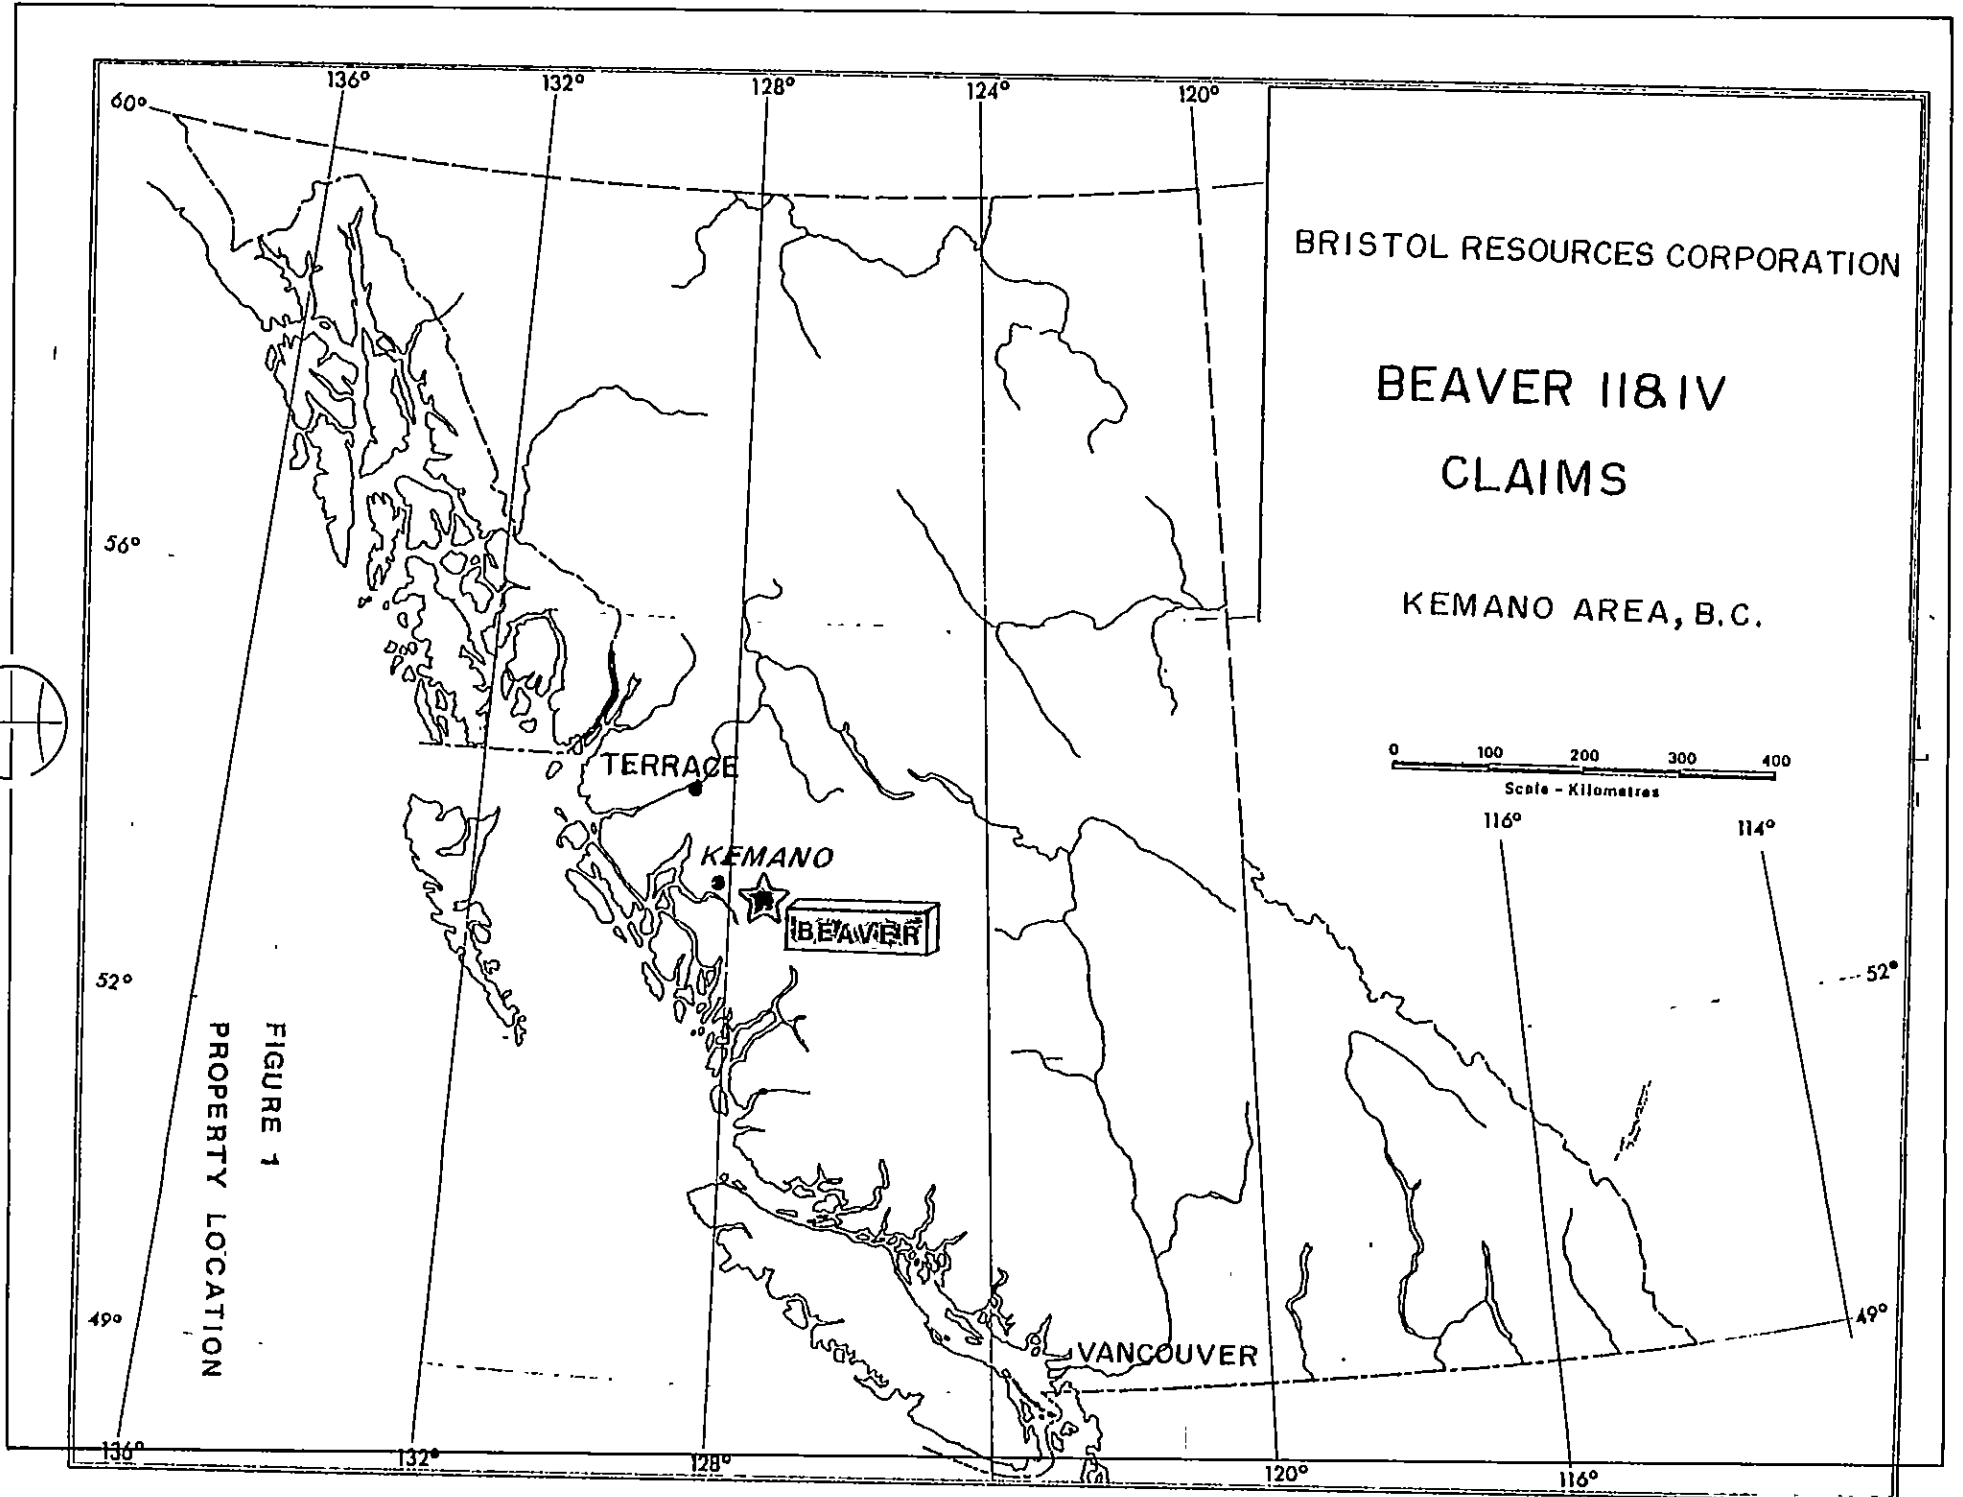 136°
132°
128°
124°
120°
60°
BRISTOL RESOURCES CORPORATION
BEAVER II & IV
CLAIMS
KEMANO AREA, B.C.
56°
0 100 200 300 400
Scale - Kilometres
116°
114°
TERRACE
KEMANO
BEAVER
52°
52°
FIGURE 1
PROPERTY LOCATION
49°
49°
VANCOUVER
136°
132°
128°
120°
116°